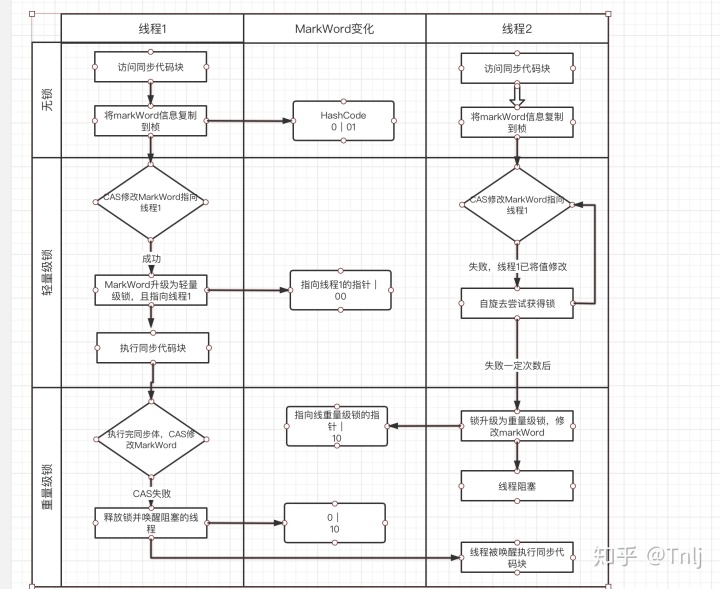 线程1
MarkWord变化
线程2
无锁
访问同步代码块
访问同步代码块
将markWord信息复制
到桢
HashCode
0 | 01
将markWord信息复制
到桢
轻量级锁
CAS修改MarkWord指向
线程1
CAS修改MarkWord指向
线程1
成功
失败，线程1已将值修改
MarkWord升级为轻量
级锁，且指向线程1
指向线程1的指针 |
00
自旋去尝试获得锁
执行同步代码块
失败一定次数后
重量级锁
执行完同步体，CAS修
改MarkWord
指向线重量级锁的指
针 |
10
锁升级为重量级锁，修
改markWord
线程阻塞
CAS失败
释放锁并唤醒阻塞的线
程
0 |
10
线程被唤醒执行同步代
码块
知乎 @Tnlj